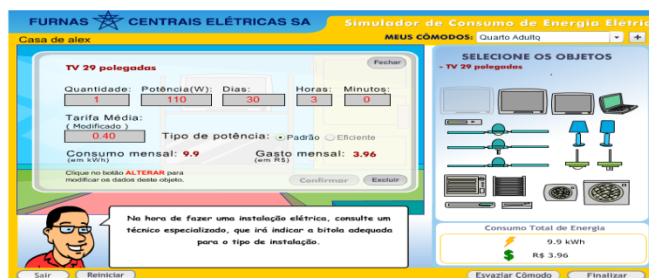 FURNAS CENTRAIS ELÉTRICAS SA
Simulador de Consumo de Energia Elétric
Casa de alex
MEUS CÔMODOS: Quarto Adulto
TV 29 polegadas
Fechar
Quantidade: Potência(W): Dias: Horas: Minutos:
1 110 30 3 0
Tarifa Média:
( Modificado )
0.40 Tipo de potência: Padrão Eficiente
Consumo mensal: 9.9 Gasto mensal: 3.96
(em kWh) (em R$)
Clique no botão ALTERAR para
modificar os dados deste objeto.
Confirmar Excluir
SELECIONE OS OBJETOS
- TV 29 polegadas
Na hora de fazer uma instalação elétrica, consulte um
técnico especializado, que irá indicar a bitola adequada
para o tipo de instalação.
Consumo Total de Energia
9.9 kWh
$ R$ 3.96
Sair Reiniciar Esvaziar Cômodo Finalizar